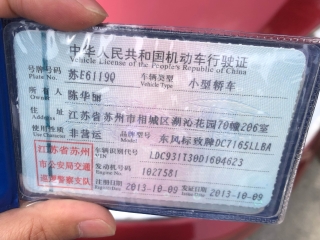 中华人民共和国机动车行驶证
Vehicle License of the People's Republic of China
号牌号码 苏E6119Q 车辆类型 小型轿车
Plate No. Vehicle Type
所有人 陈华丽
Owner
住址 江苏省苏州市相城区澥沁花园70幢206室
Address
使用性质 非营运 品牌型号 东风标致牌DC7165LLBA
Use Character Model
江苏省苏州 车辆识别代号 LDC931T30D1604623
VIN
市公安局交通 发动机号码 1027581
Engine No.
巡逻警察支队 注册日期 2013-10-09 发证日期 2013-10-09
Register Date Issue Date